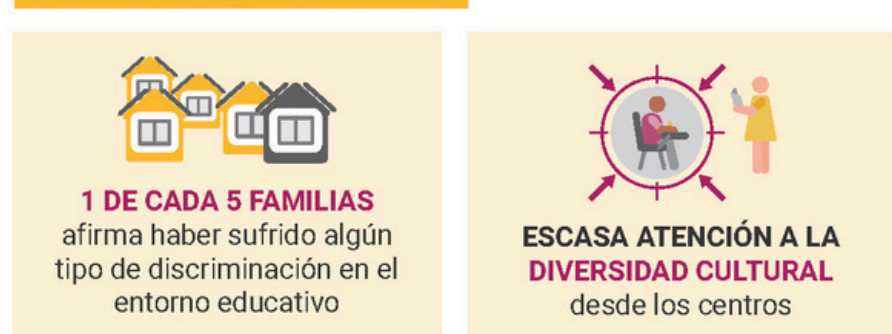 1 DE CADA 5 FAMILIAS
afirma haber sufrido algún
tipo de discriminación en el
entorno educativo
ESCASA ATENCIÓN A LA
DIVERSIDAD CULTURAL
desde los centros